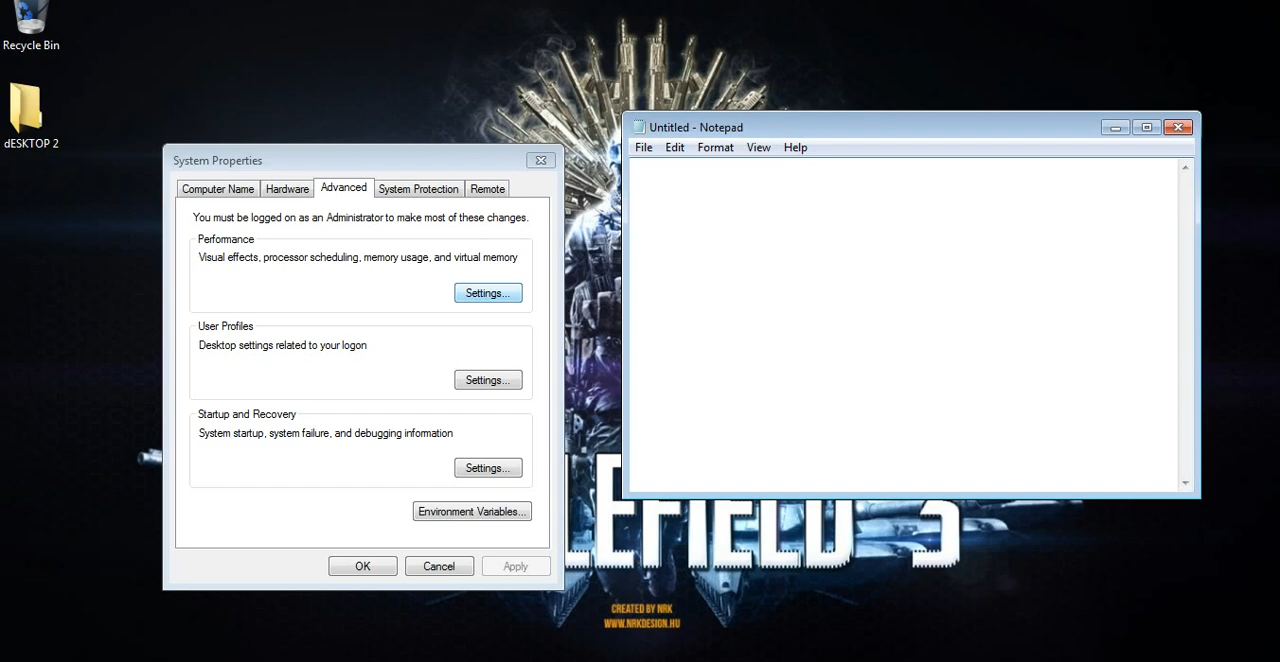 Recycle Bin
dESKTOP 2
System Properties
Computer Name
Hardware
Advanced
System Protection
Remote
You must be logged on as an Administrator to make most of these changes.
Performance
Visual effects, processor scheduling, memory usage, and virtual memory
Settings...
User Profiles
Desktop settings related to your logon
Settings...
Startup and Recovery
System startup, system failure, and debugging information
Settings...
Environment Variables...
OK
Cancel
Apply
Untitled - Notepad
File Edit Format View Help
LEFIELD 3
CREATED BY NRK
WWW.NRKDESIGN.HU